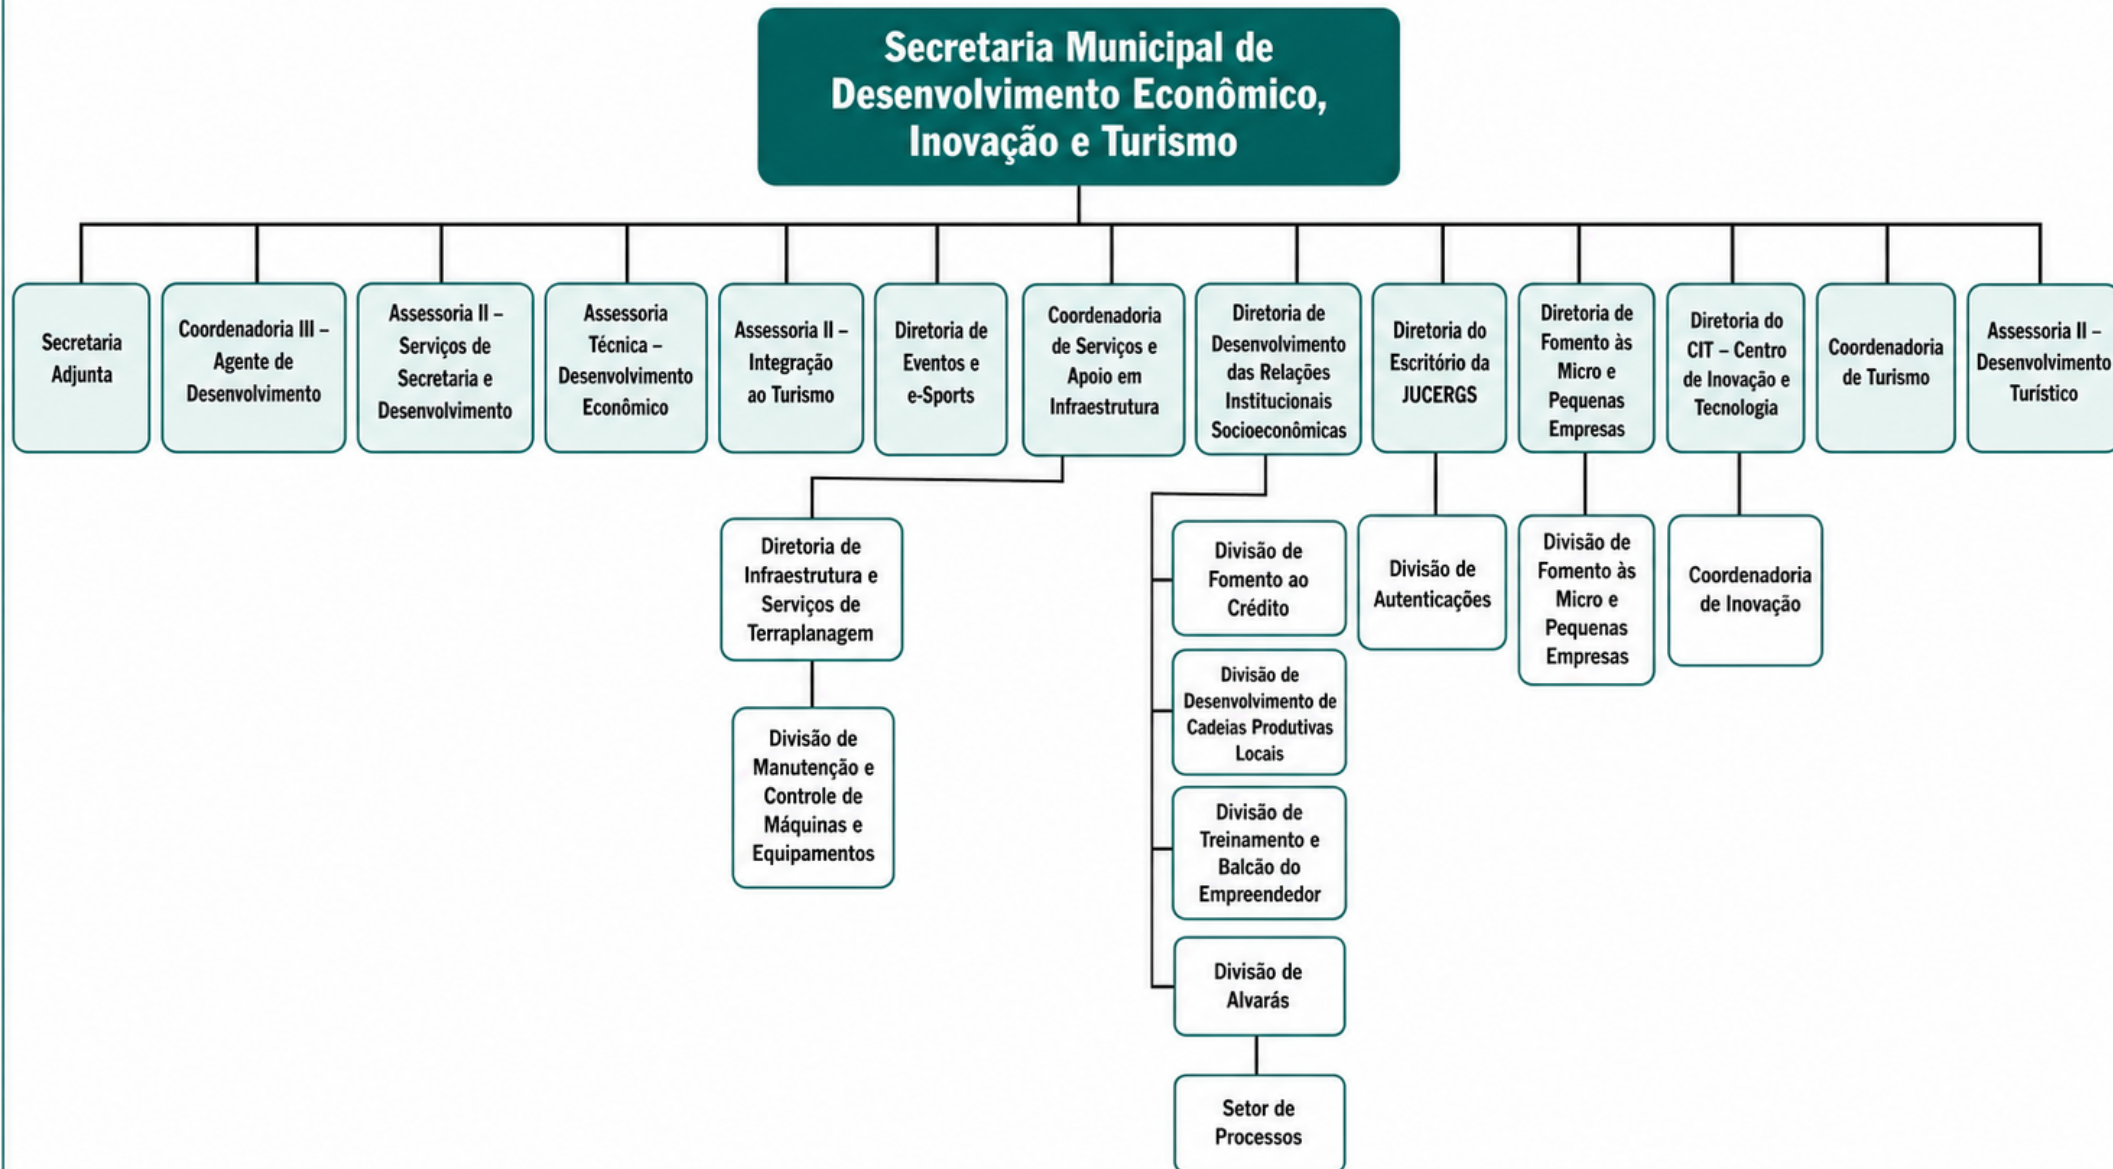 Secretaria Municipal de
Desenvolvimento Econômico,
Inovação e Turismo
Secretaria
Adjunta
Coordenadoria III –
Agente de
Desenvolvimento
Assessoria II –
Serviços de
Secretaria e
Desenvolvimento
Assessoria
Técnica –
Desenvolvimento
Econômico
Assessoria II –
Integração
ao Turismo
Diretoria de
Eventos e
e-Sports
Coordenadoria
de Serviços e
Apoio em
Infraestrutura
Diretoria de
Desenvolvimento
das Relações
Institucionais
Socioeconômicas
Diretoria do
Escritório da
JUCERGS
Diretoria de
Fomento às
Micro e
Pequenas
Empresas
Diretoria do
CIT – Centro
de Inovação e
Tecnologia
Coordenadoria
de Turismo
Assessoria II –
Desenvolvimento
Turístico
Diretoria de
Infraestrutura e
Serviços de
Terraplanagem
Divisão de
Manutenção e
Controle de
Máquinas e
Equipamentos
Divisão de
Fomento ao
Crédito
Divisão de
Desenvolvimento de
Cadeias Produtivas
Locais
Divisão de
Treinamento e
Balcão do
Empreendedor
Divisão de
Alvarás
Setor de
Processos
Divisão de
Autenticações
Divisão de
Fomento às
Micro e
Pequenas
Empresas
Coordenadoria
de Inovação